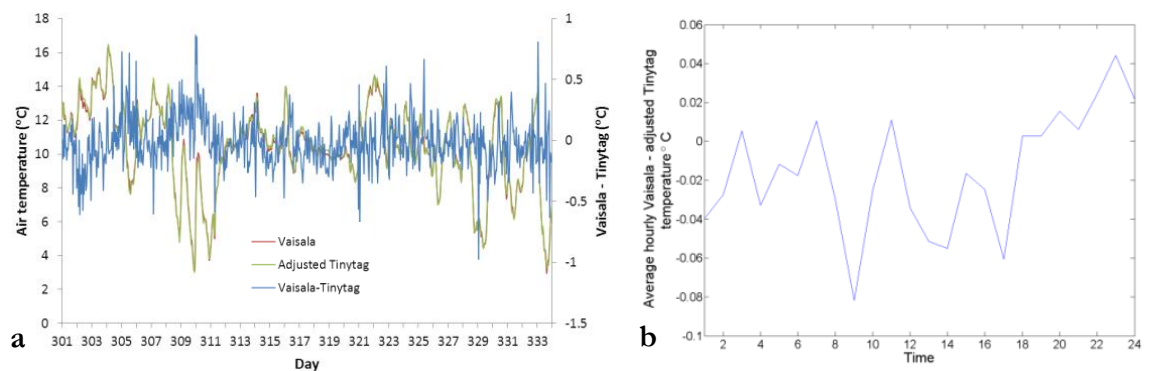 18
16
14
12
10
8
6
4
2
0
Air temperature (°C)
1
0.5
0
-0.5
-1
-1.5
Vaisala - Tinytag (°C)
Vaisala
Adjusted Tinytag
Vaisala-Tinytag
301 303 305 307 309 311 313 315 317 319 321 323 325 327 329 331 333
Day
a
0.06
0.04
0.02
0
-0.02
-0.04
-0.06
-0.08
-0.1
Average hourly Vaisala - adjusted Tinytag
temperature° C
2 4 6 8 10 12 14 16 18 20 22 24
Time
b